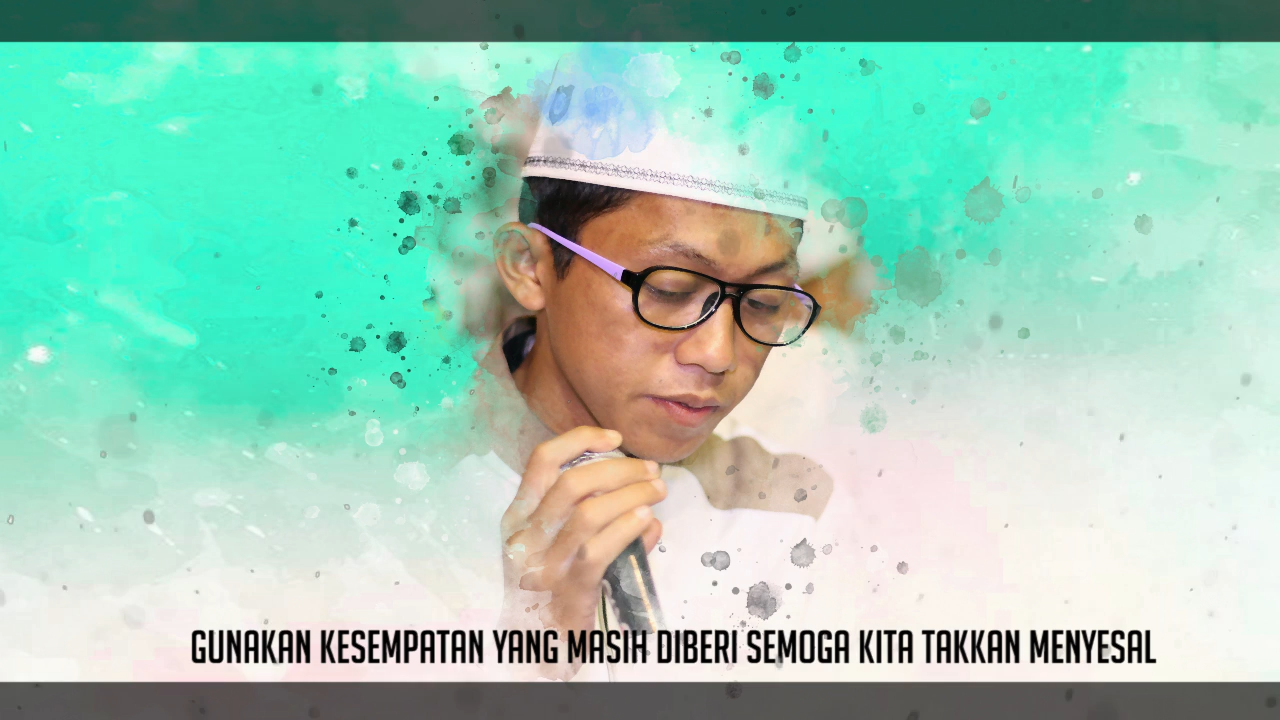 GUNAKAN KESEMPATAN YANG MASIH DIBERI SEMOGA KITA TAKKAN MENYESAL